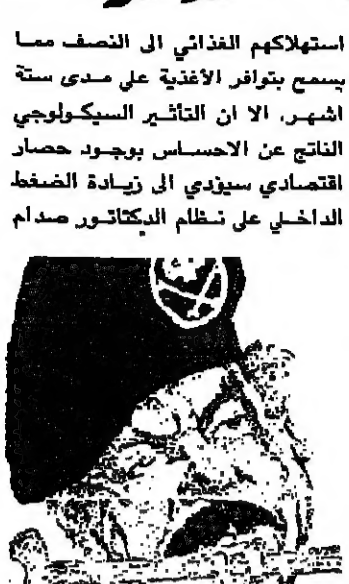 استهلاكهم الغذائي الى النصف مما
يسمح بتوافر الأغذية على مدى ستة
اشهر. الا ان التأثير السيكولوجي
الناتج عن الاحساس بوجود حصار
اقتصادي سيؤدي الى زيادة الضغط
الداخلي على نظام الدكتاتور صدام